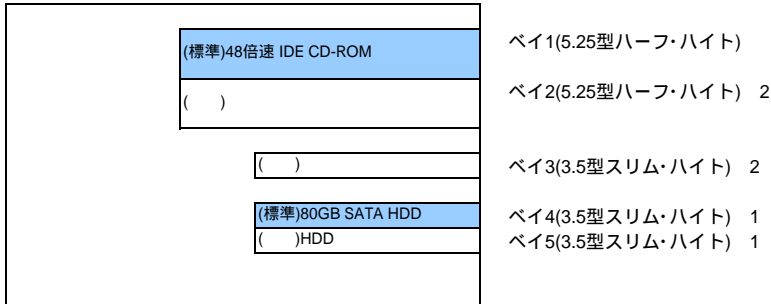 (標準)48倍速 IDE CD-ROM ベイ1(5.25型ハーフ・ハイト)
(　　) ベイ2(5.25型ハーフ・ハイト)　2
(　　) ベイ3(3.5型スリム・ハイト)　2
(標準)80GB SATA HDD ベイ4(3.5型スリム・ハイト)　1
(　　)HDD ベイ5(3.5型スリム・ハイト)　1